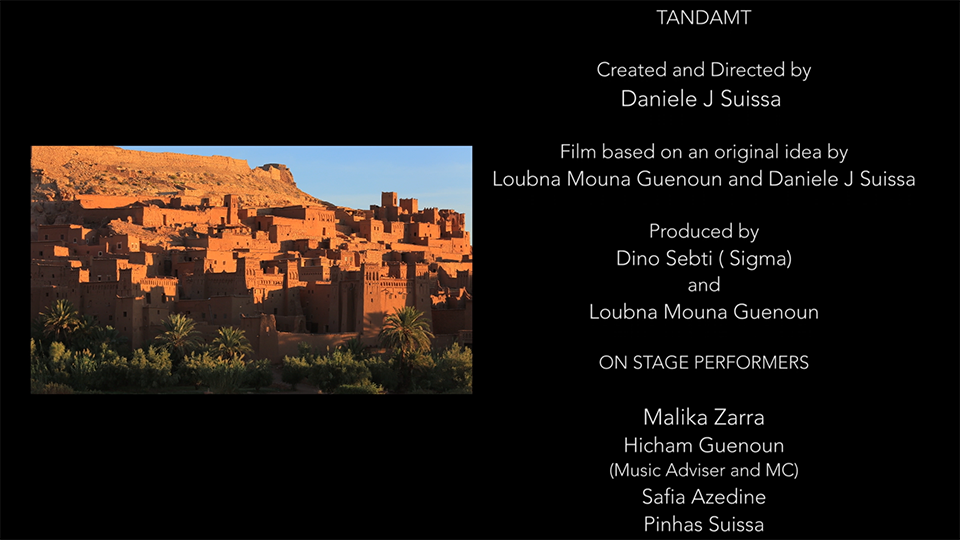 TANDAMT
Created and Directed by
Daniele J Suissa
Film based on an original idea by
Loubna Mouna Guenoun and Daniele J Suissa
Produced by
Dino Sebti ( Sigma)
and
Loubna Mouna Guenoun
ON STAGE PERFORMERS
Malika Zarra
Hicham Guenoun
(Music Adviser and MC)
Safia Azedine
Pinhas Suissa